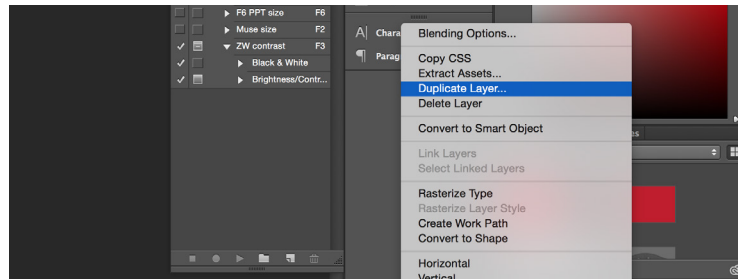 F6 PPT size F6
Muse size F2
ZW contrast F3
Black & White
Brightness/Contr...
A| Chara
¶ Parag
Blending Options...
Copy CSS
Extract Assets...
Duplicate Layer...
Delete Layer
Convert to Smart Object
Link Layers
Select Linked Layers
Rasterize Type
Rasterize Layer Style
Create Work Path
Convert to Shape
Horizontal
Vertical
es